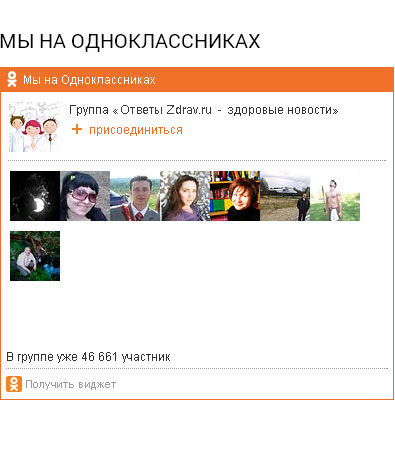 МЫ НА ОДНОКЛАССНИКАХ
Мы на Одноклассниках
Группа «Ответы Zdrav.ru - здоровые новости»
+ присоединиться
В группе уже 46 661 участник
Получить виджет